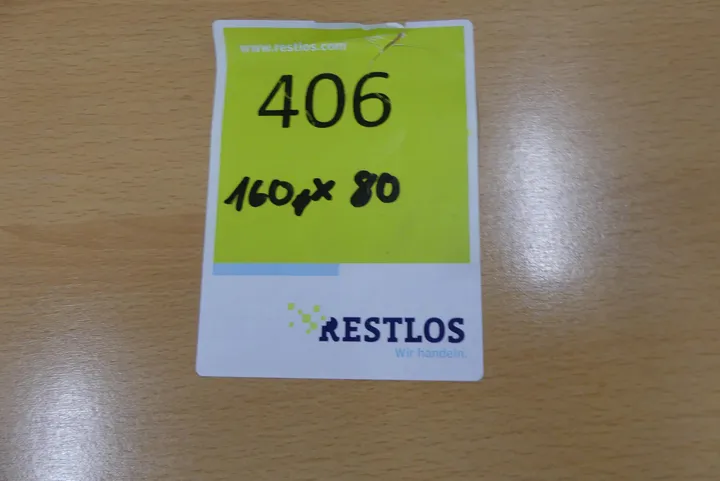 www.restlos.com
406
160 x 80
RESTLOS
Wir handeln.